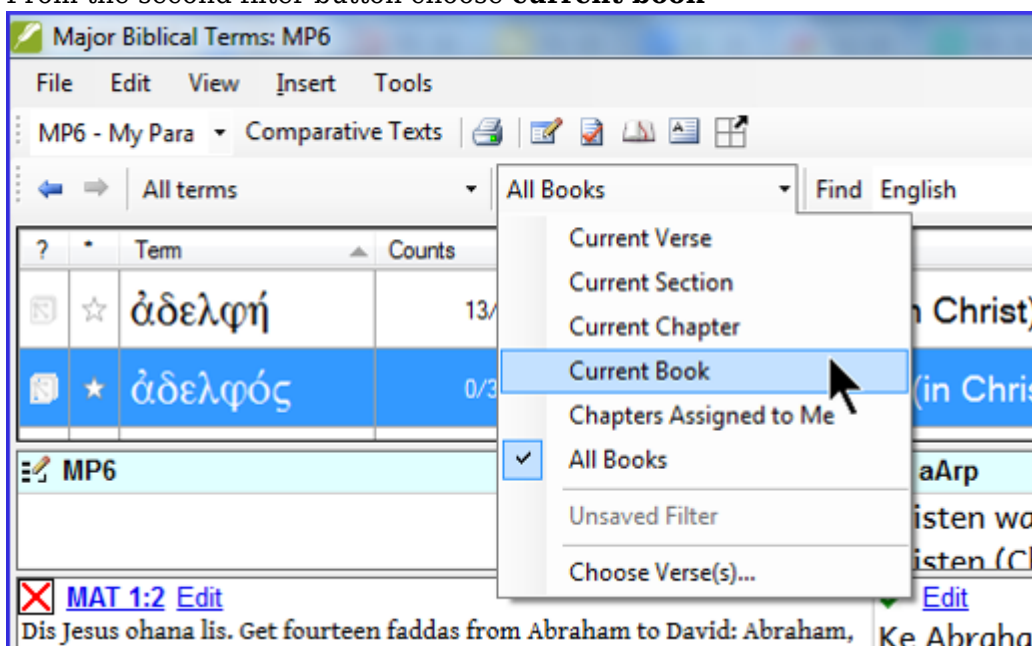 From the second filter button choose current book
Major Biblical Terms: MP6
File Edit View Insert Tools
MP6 - My Para Comparative Texts
All terms All Books Find English
? * Term Counts
Current Verse
Current Section
Current Chapter
Current Book
Chapters Assigned to Me
All Books
Unsaved Filter
Choose Verse(s)...
ἀδελφή 13/ Christ)
ἀδελφός 0/3 (in Chris
MP6 aArp
isten
isten
MAT 1:2 Edit Edit
Dis Jesus ohana lis. Get fourteen faddas from Abraham to David: Abraham, Ke Abraha